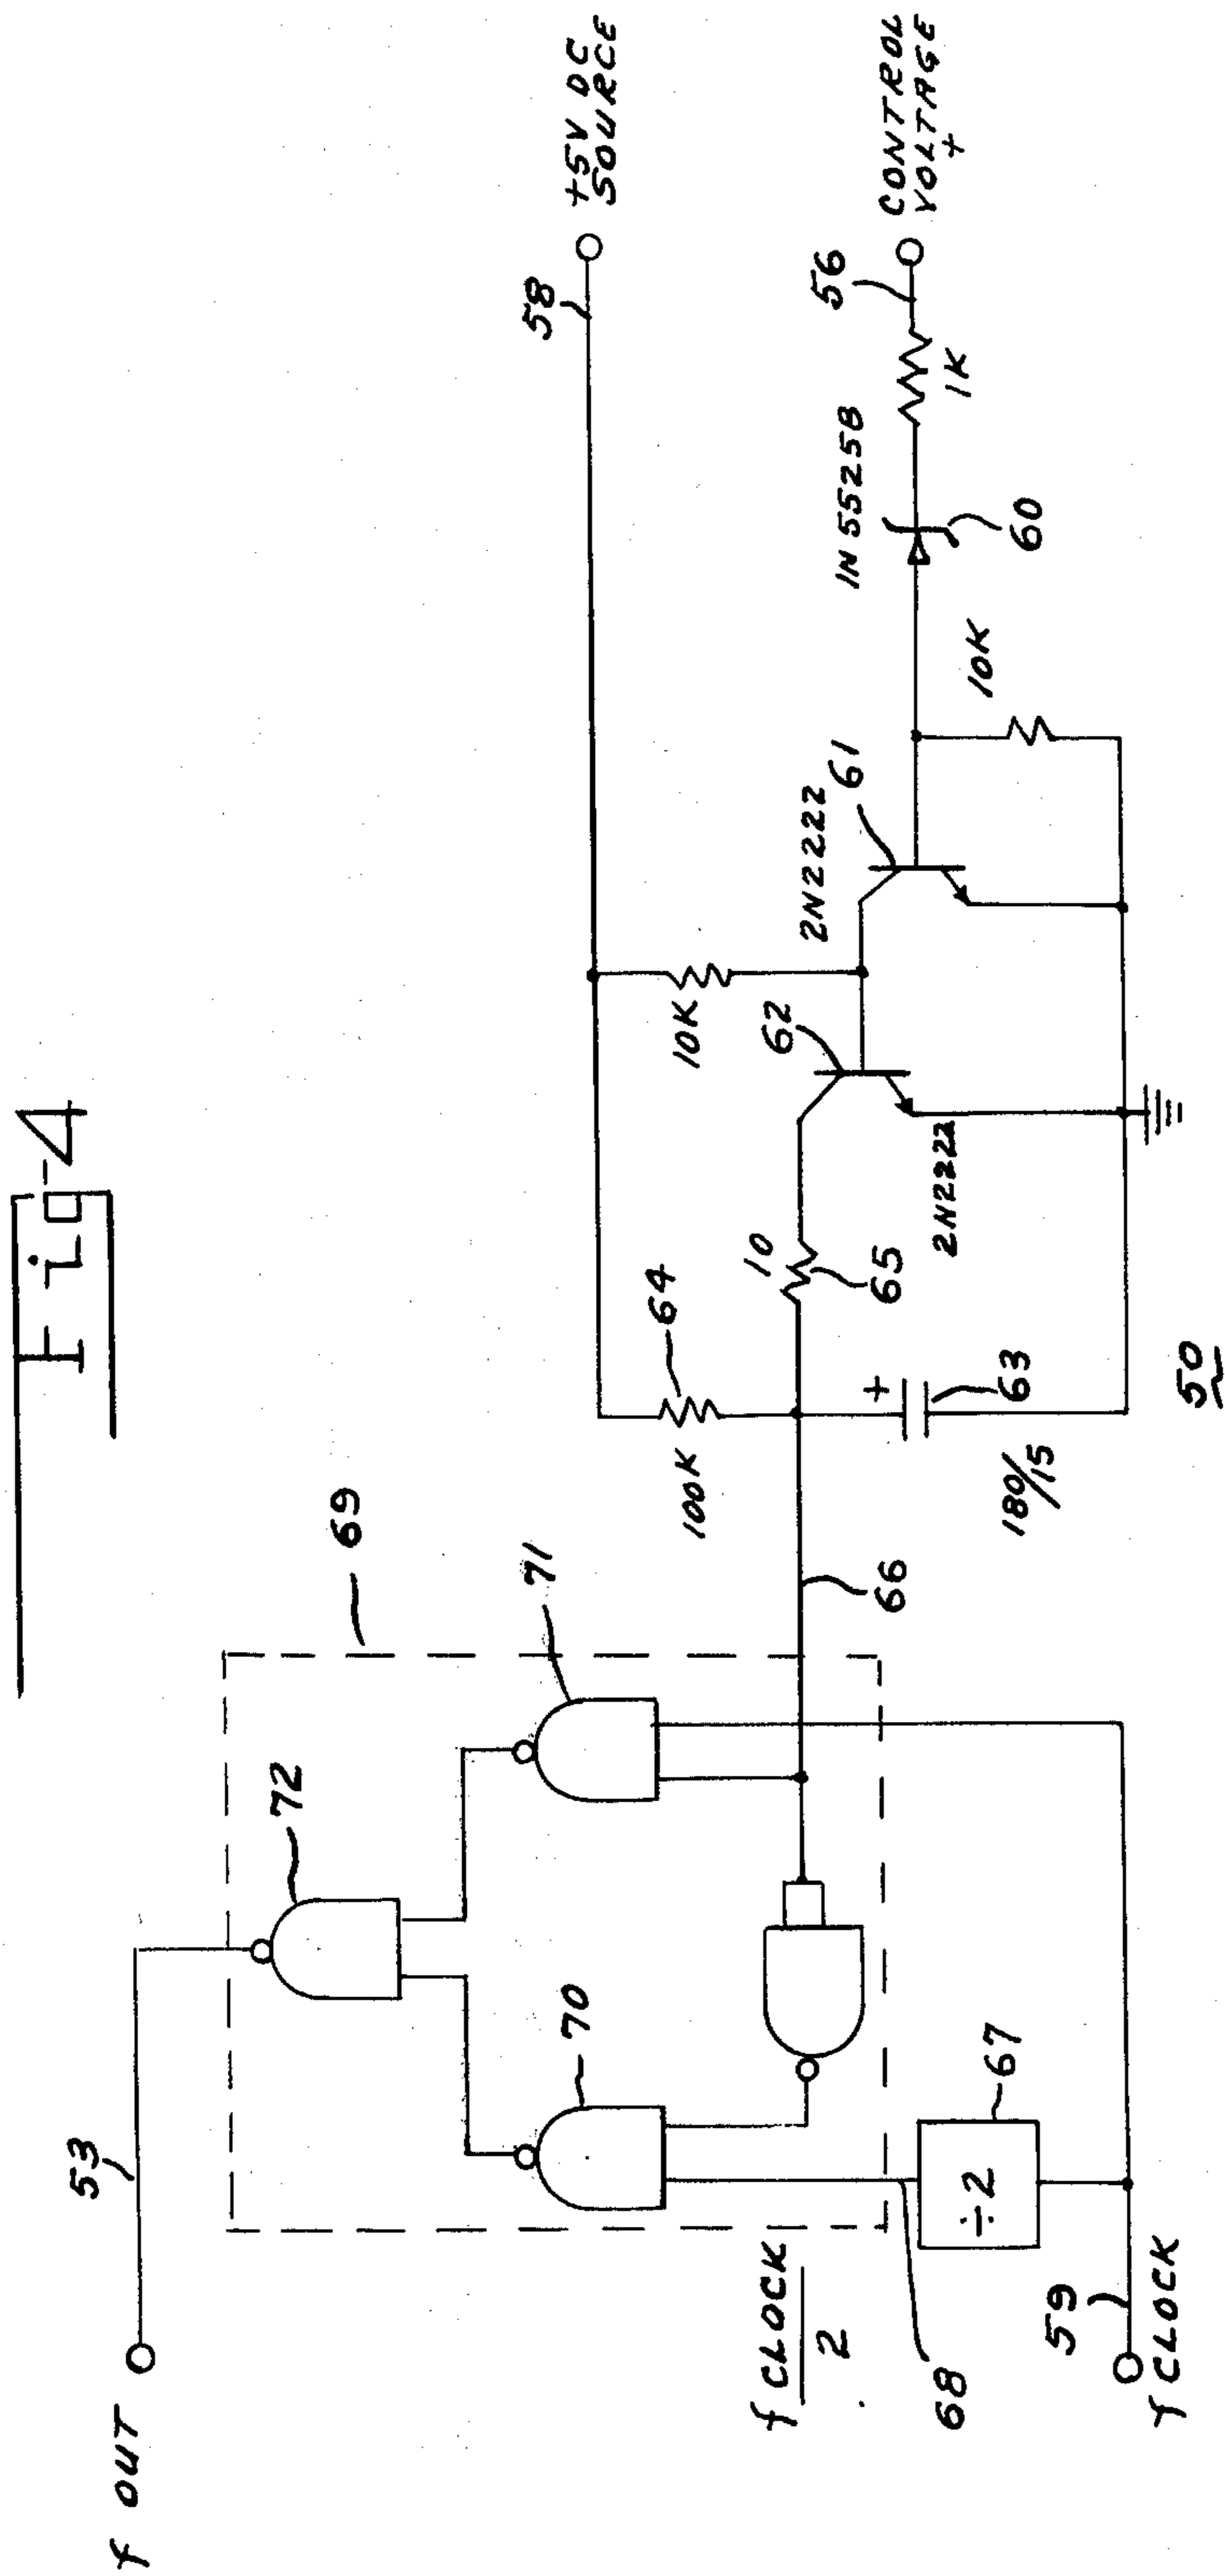 Fig-4
f OUT
53
72
69
71
70
f CLOCK
2
68
67
÷2
59
f CLOCK
66
+5V DC
SOURCE
58
100K
64
10K
10
65
62
2N2222
2N2222
61
+
63
180/15
10K
1N5525B
60
1K
56
CONTROL
VOLTAGE
+
50